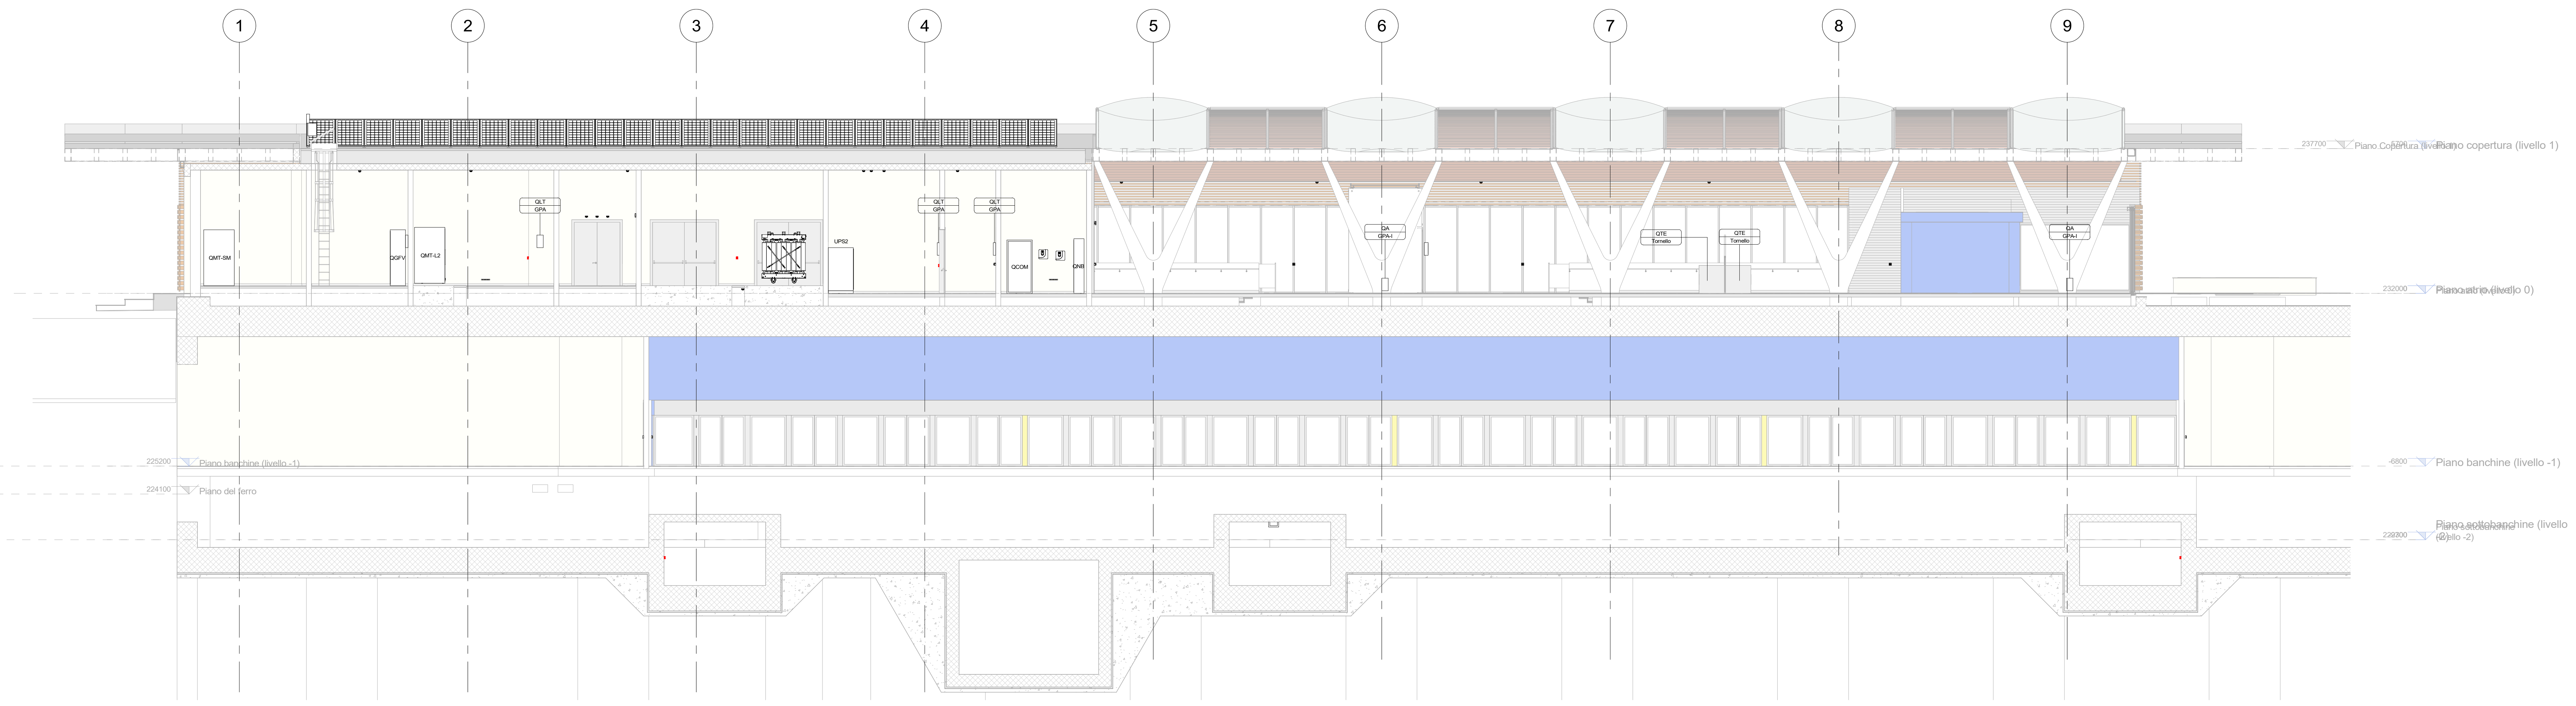 1 2 3 4 5 6 7 8 9
237700 Piano copertura (livello 1)
QLT
GPA
QLT
GPA
QLT
GPA
QA
GPA-I
QTE
Tornello
QTE
Tornello
QA
GPA-I
UPS2
QMT-SM
QGFV
QMT-L2
QCOM
QNB
232000
225200 Piano banchine (livello -1)
-6800 Piano banchine (livello -1)
224100 Piano del ferro
Piano sottobanchine (livello